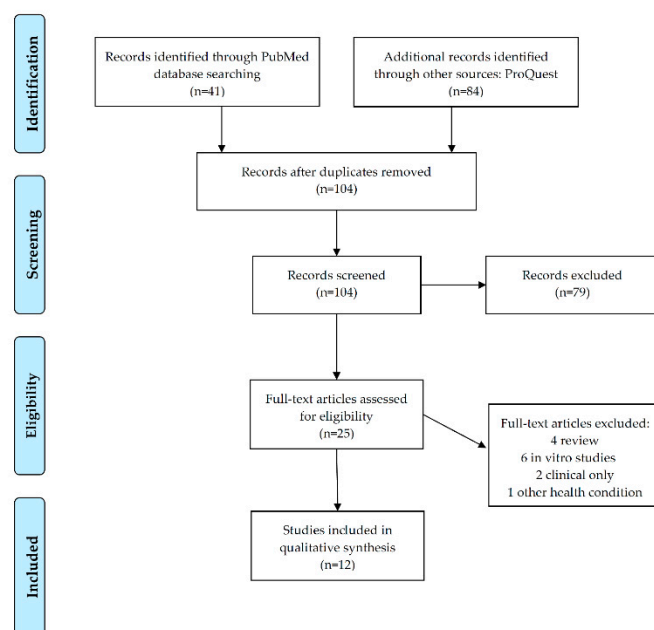 Identification
Records identified through PubMed
database searching
(n=41)
Additional records identified
through other sources: ProQuest
(n=84)
Records after duplicates removed
(n=104)
Screening
Records screened
(n=104)
Records excluded
(n=79)
Eligibility
Full-text articles assessed
for eligibility
(n=25)
Full-text articles excluded:
4 review
6 in vitro studies
2 clinical only
1 other health condition
Included
Studies included in
qualitative synthesis
(n=12)